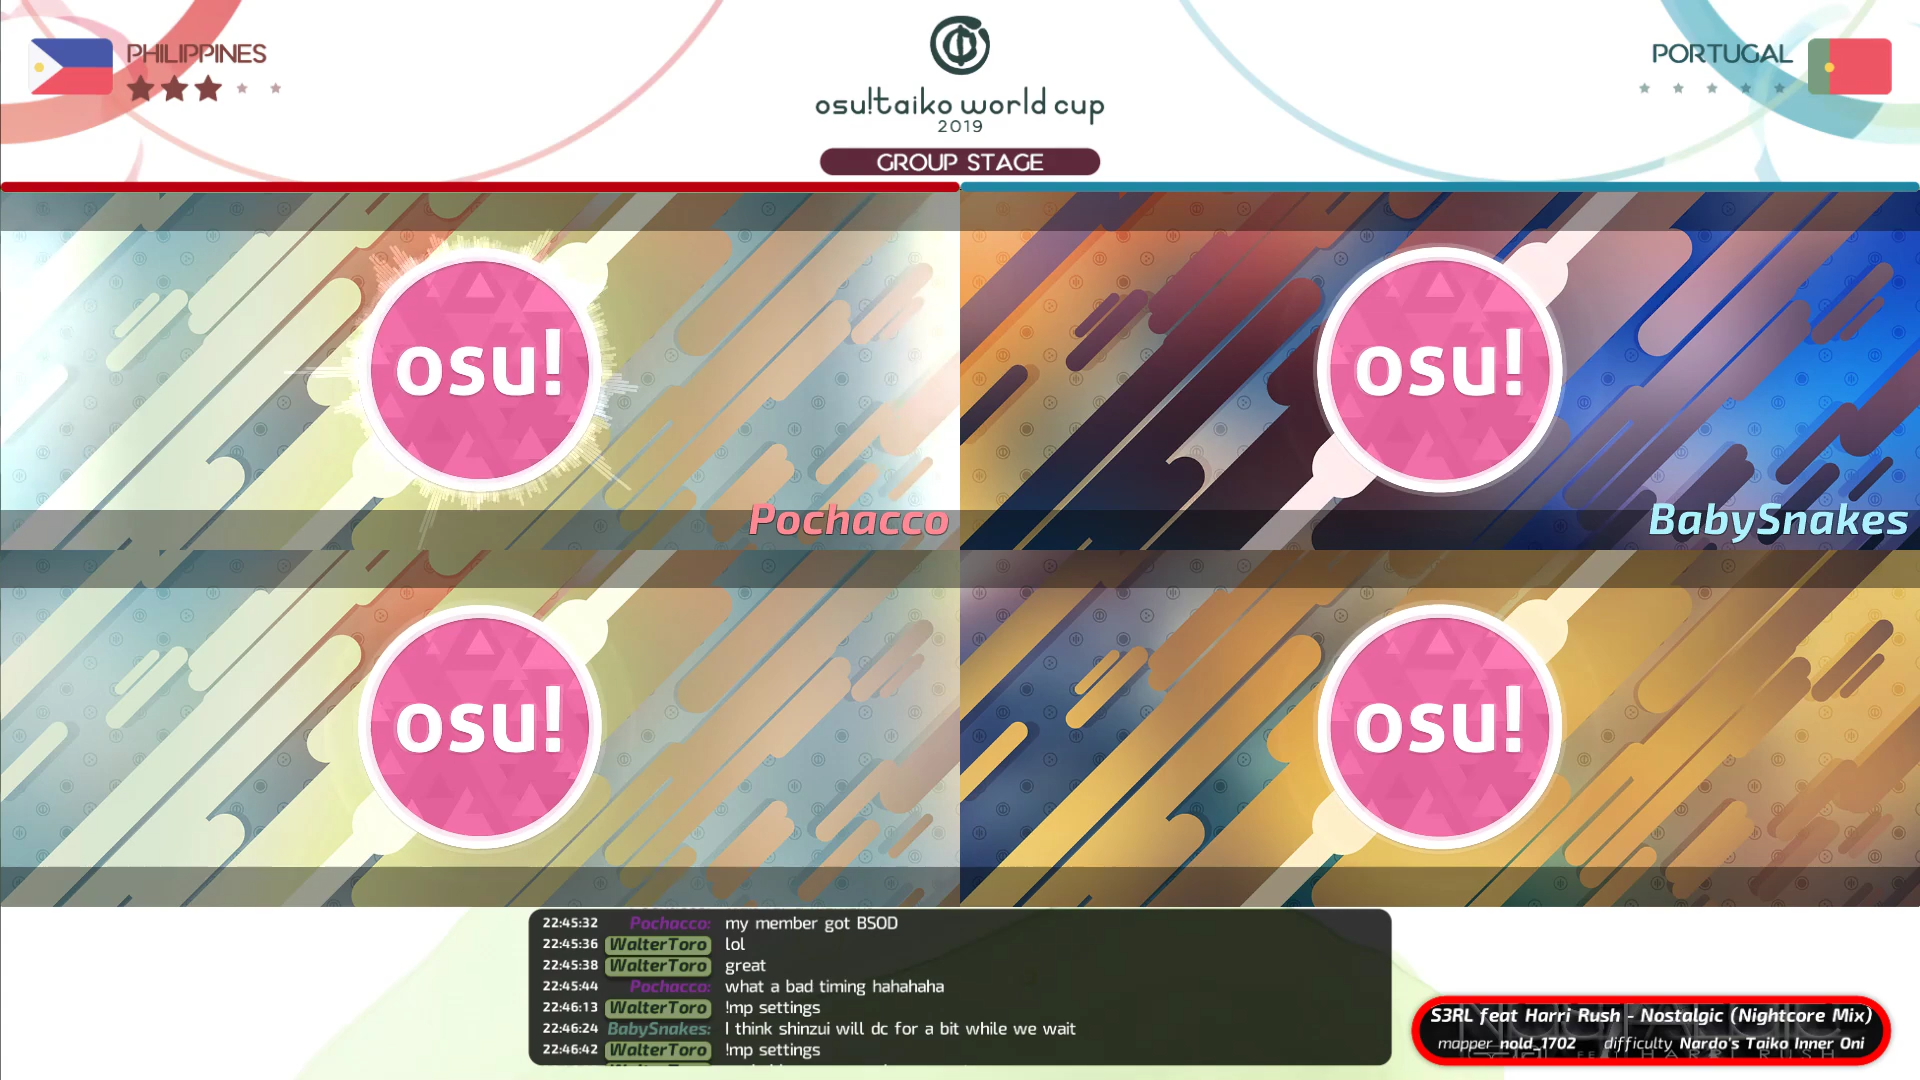 PHILIPPINES
osu!taiko world cup
2019
GROUP STAGE
PORTUGAL
osu!
osu!
Pochacco
BabySnakes
osu!
osu!
22:45:32 Pochacco: my member got BSOD
22:45:36 WalterToro lol
22:45:38 WalterToro great
22:45:44 Pochacco: what a bad timing hahahaha
22:46:13 WalterToro !mp settings
22:46:24 BabySnakes: I think shinzui will dc for a bit while we wait
22:46:42 WalterToro !mp settings
S3RL feat Harri Rush - Nostalgic (Nightcore Mix)
mapper nold_1702 difficulty Nardo's Taiko Inner Oni